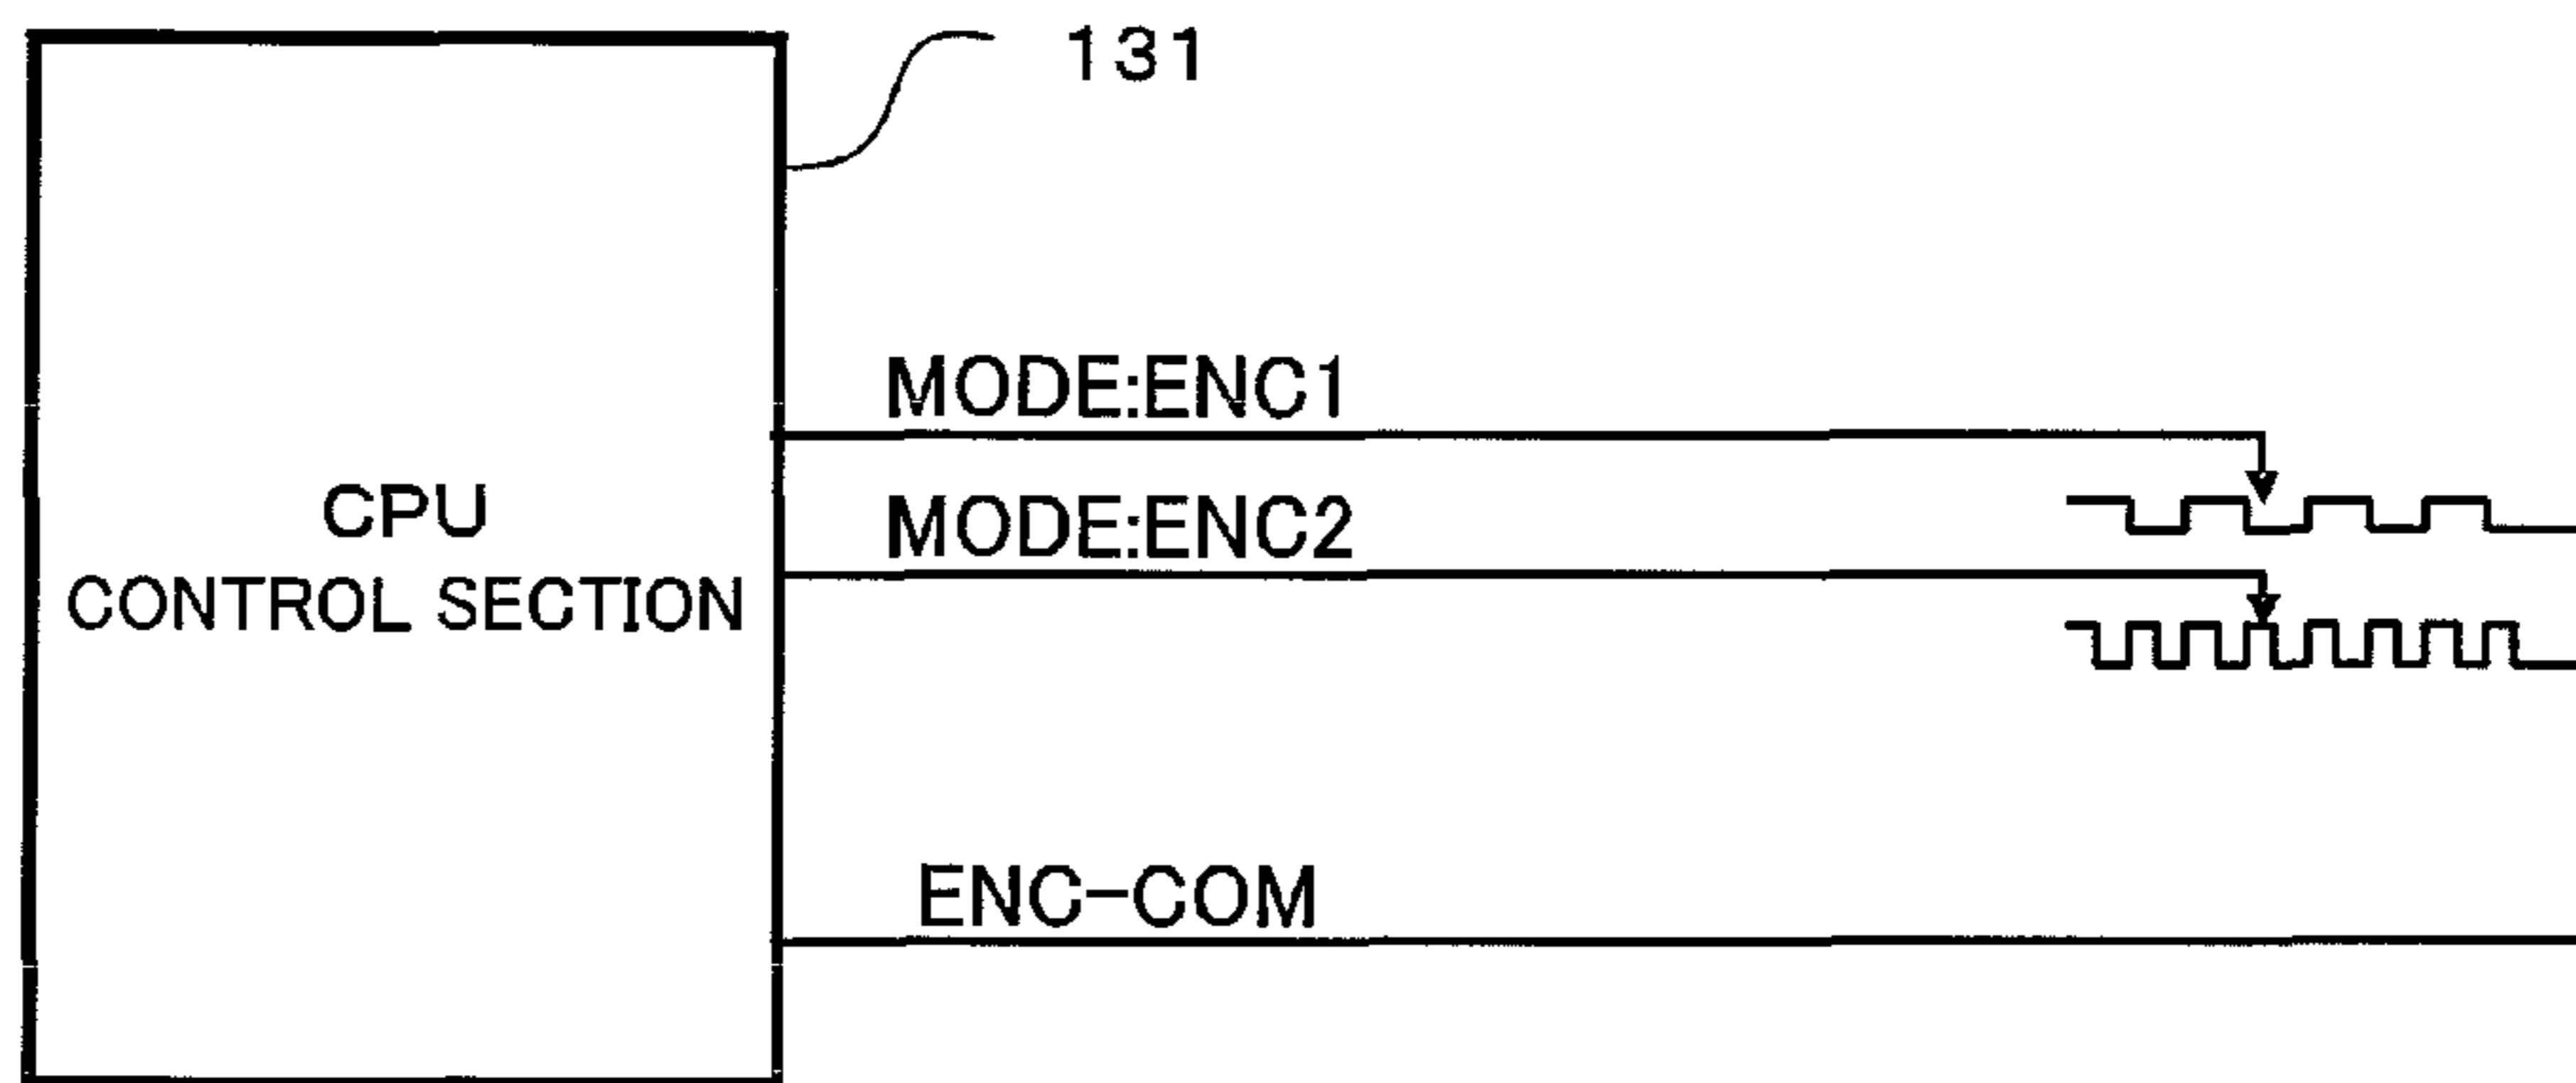 131
MODE:ENC1
CPU
MODE:ENC2
CONTROL SECTION
ENC-COM